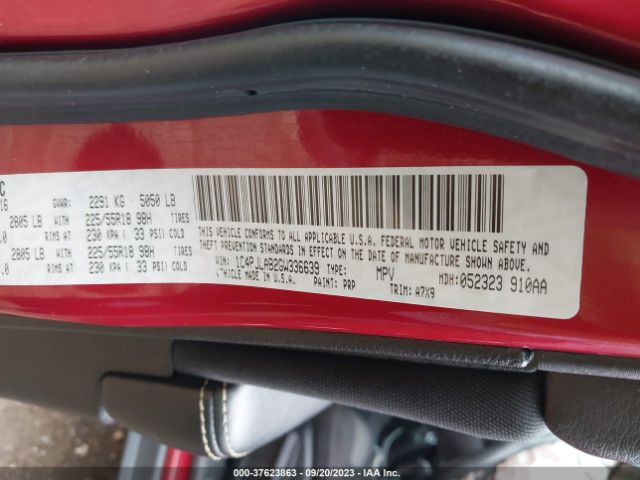 C
16
GVWR: 2291 KG 5050 LB
2805 LB WITH 225/55R18 98H TIRES
.0 RIMS AT 230 KPA ( 33 PSI) COLD
2805 LB WITH 225/55R18 98H TIRES
.0 RIMS AT 230 KPA ( 33 PSI) COLD
THIS VEHICLE CONFORMS TO ALL APPLICABLE U.S.A. FEDERAL MOTOR VEHICLE SAFETY AND
THEFT PREVENTION STANDARDS IN EFFECT ON THE DATE OF MANUFACTURE SHOWN ABOVE.
VIN: 1C4PJLAB2GW336639 TYPE: MPV MDH: 052323 910AA
VEHICLE MADE IN U.S.A. PAINT: PRP TRIM: A7X9
000-37623863 - 09/20/2023 - IAA Inc.